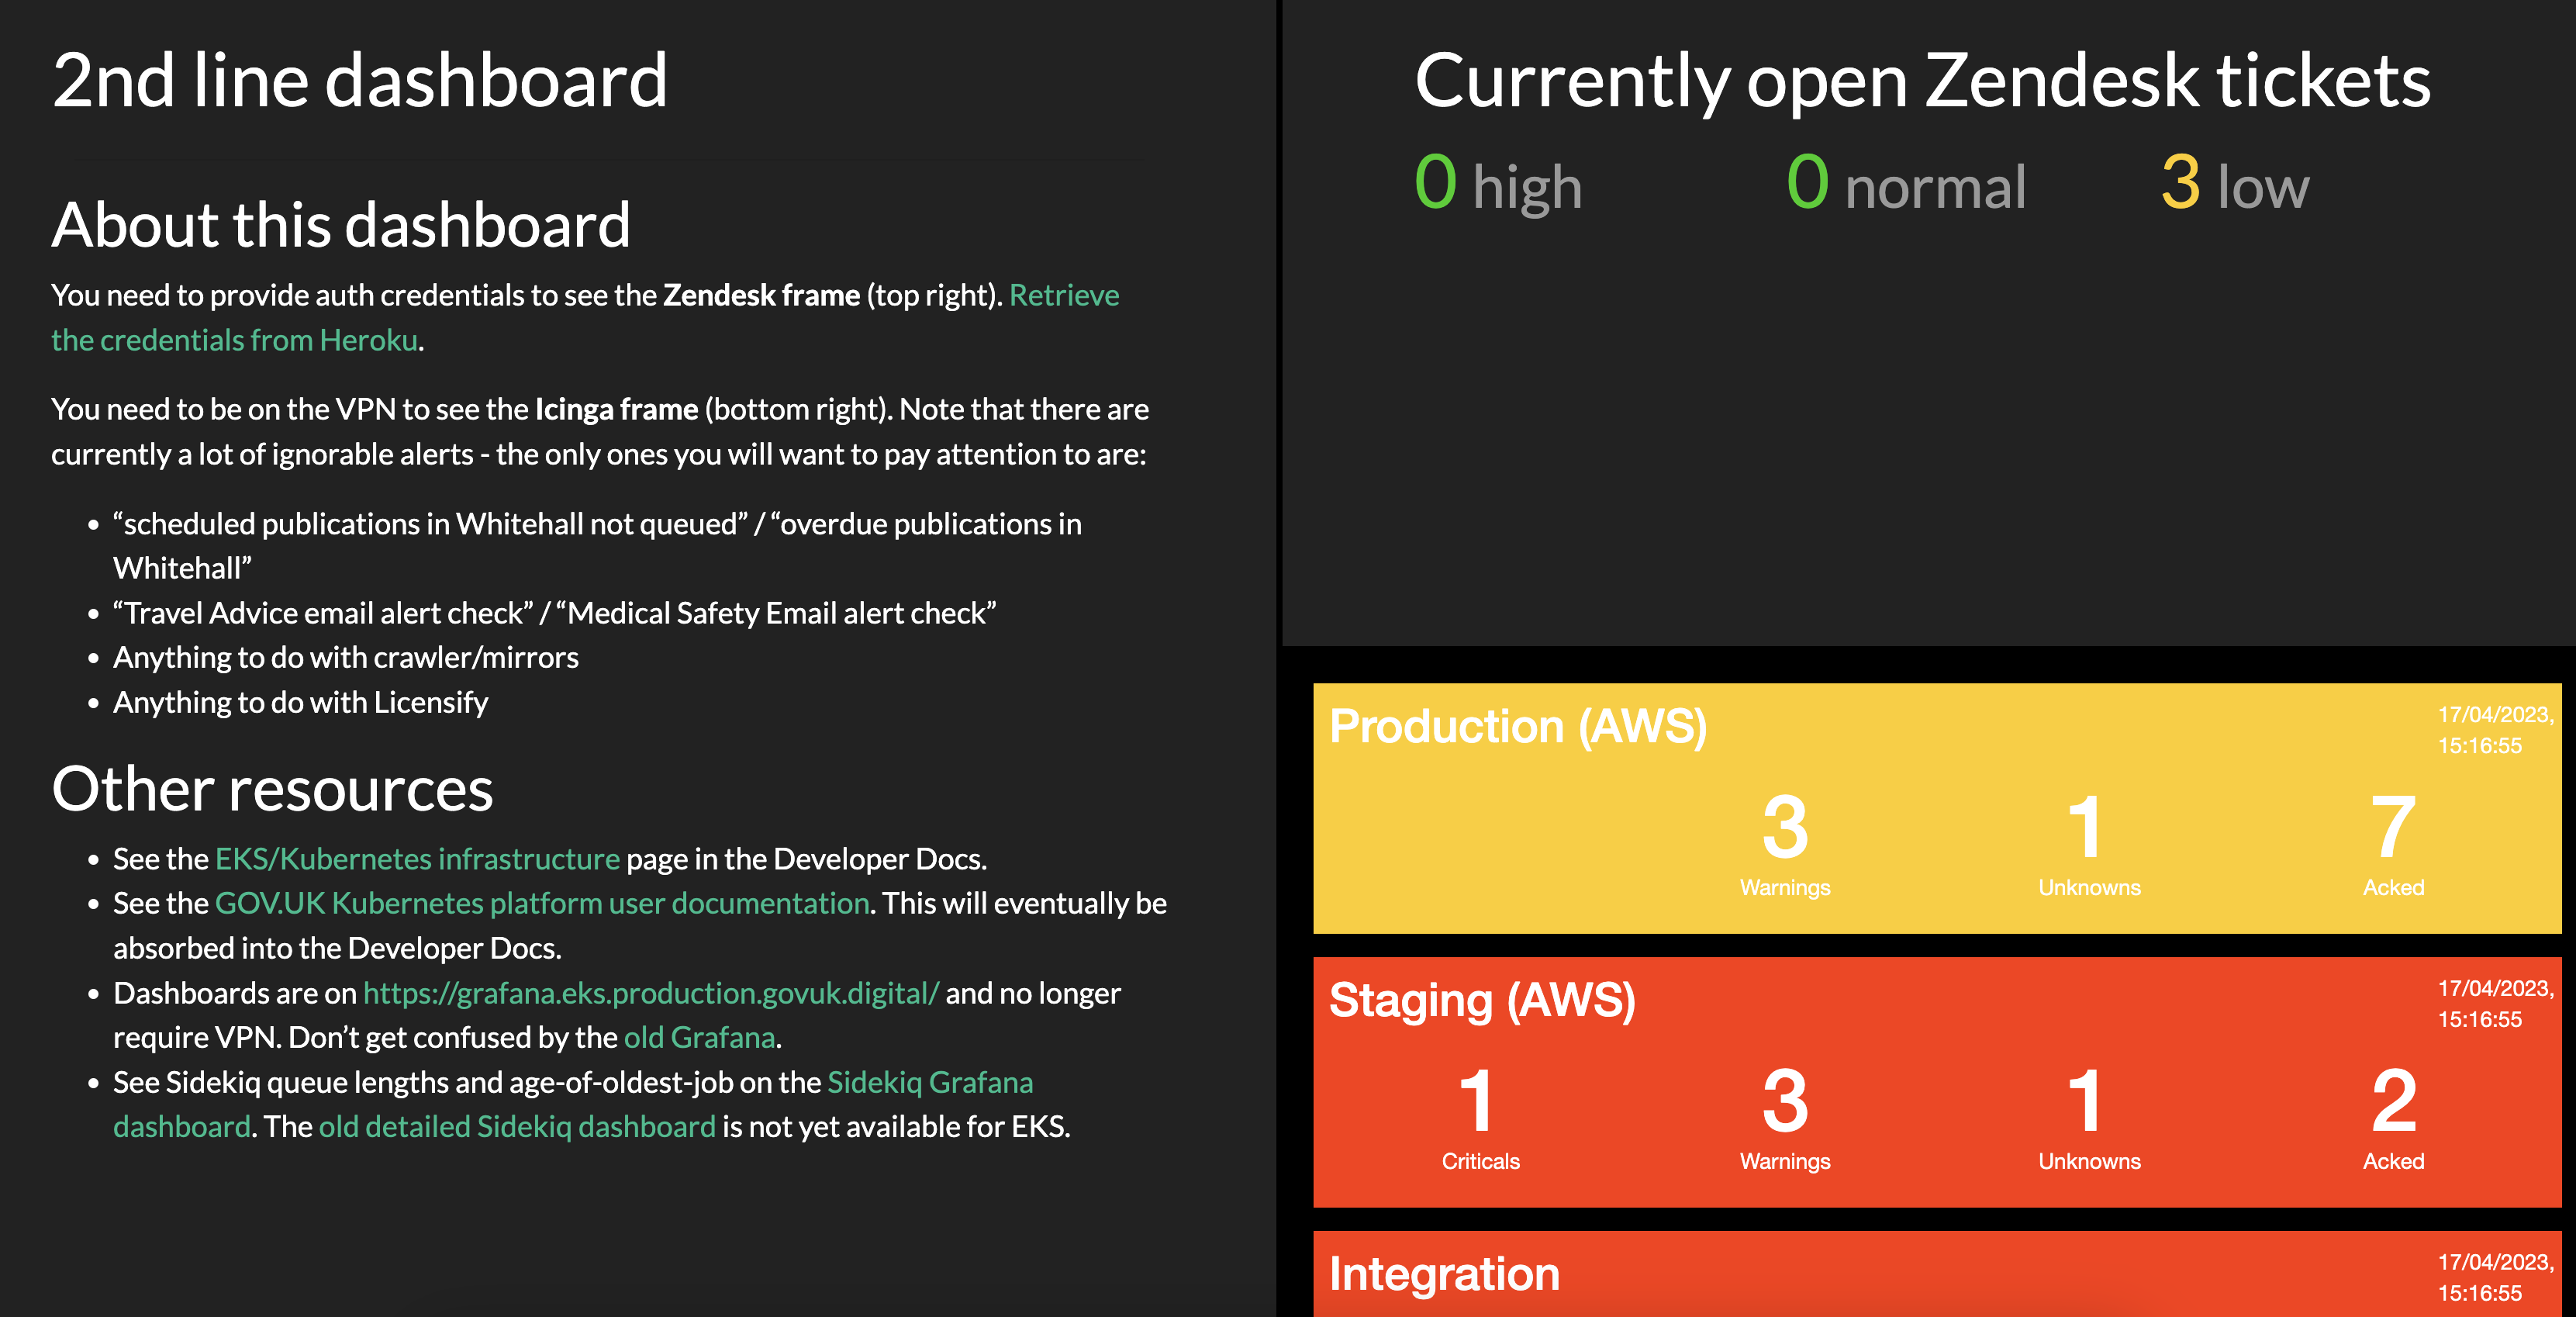 2nd line dashboard
About this dashboard
You need to provide auth credentials to see the Zendesk frame (top right). Retrieve
the credentials from Heroku.
You need to be on the VPN to see the Icinga frame (bottom right). Note that there are
currently a lot of ignorable alerts - the only ones you will want to pay attention to are:
• “scheduled publications in Whitehall not queued” / “overdue publications in
Whitehall”
• “Travel Advice email alert check” / “Medical Safety Email alert check”
• Anything to do with crawler/mirrors
• Anything to do with Licensify
Other resources
• See the EKS/Kubernetes infrastructure page in the Developer Docs.
• See the GOV.UK Kubernetes platform user documentation. This will eventually be
absorbed into the Developer Docs.
• Dashboards are on https://grafana.eks.production.govuk.digital/ and no longer
require VPN. Don’t get confused by the old Grafana.
• See Sidekiq queue lengths and age-of-oldest-job on the Sidekiq Grafana
dashboard. The old detailed Sidekiq dashboard is not yet available for EKS.
Currently open Zendesk tickets
0 high 0 normal 3 low
Production (AWS)
17/04/2023,
15:16:55
3 1 7
Warnings Unknowns Acked
Staging (AWS)
17/04/2023,
15:16:55
1 3 1 2
Criticals Warnings Unknowns Acked
Integration
17/04/2023,
15:16:55